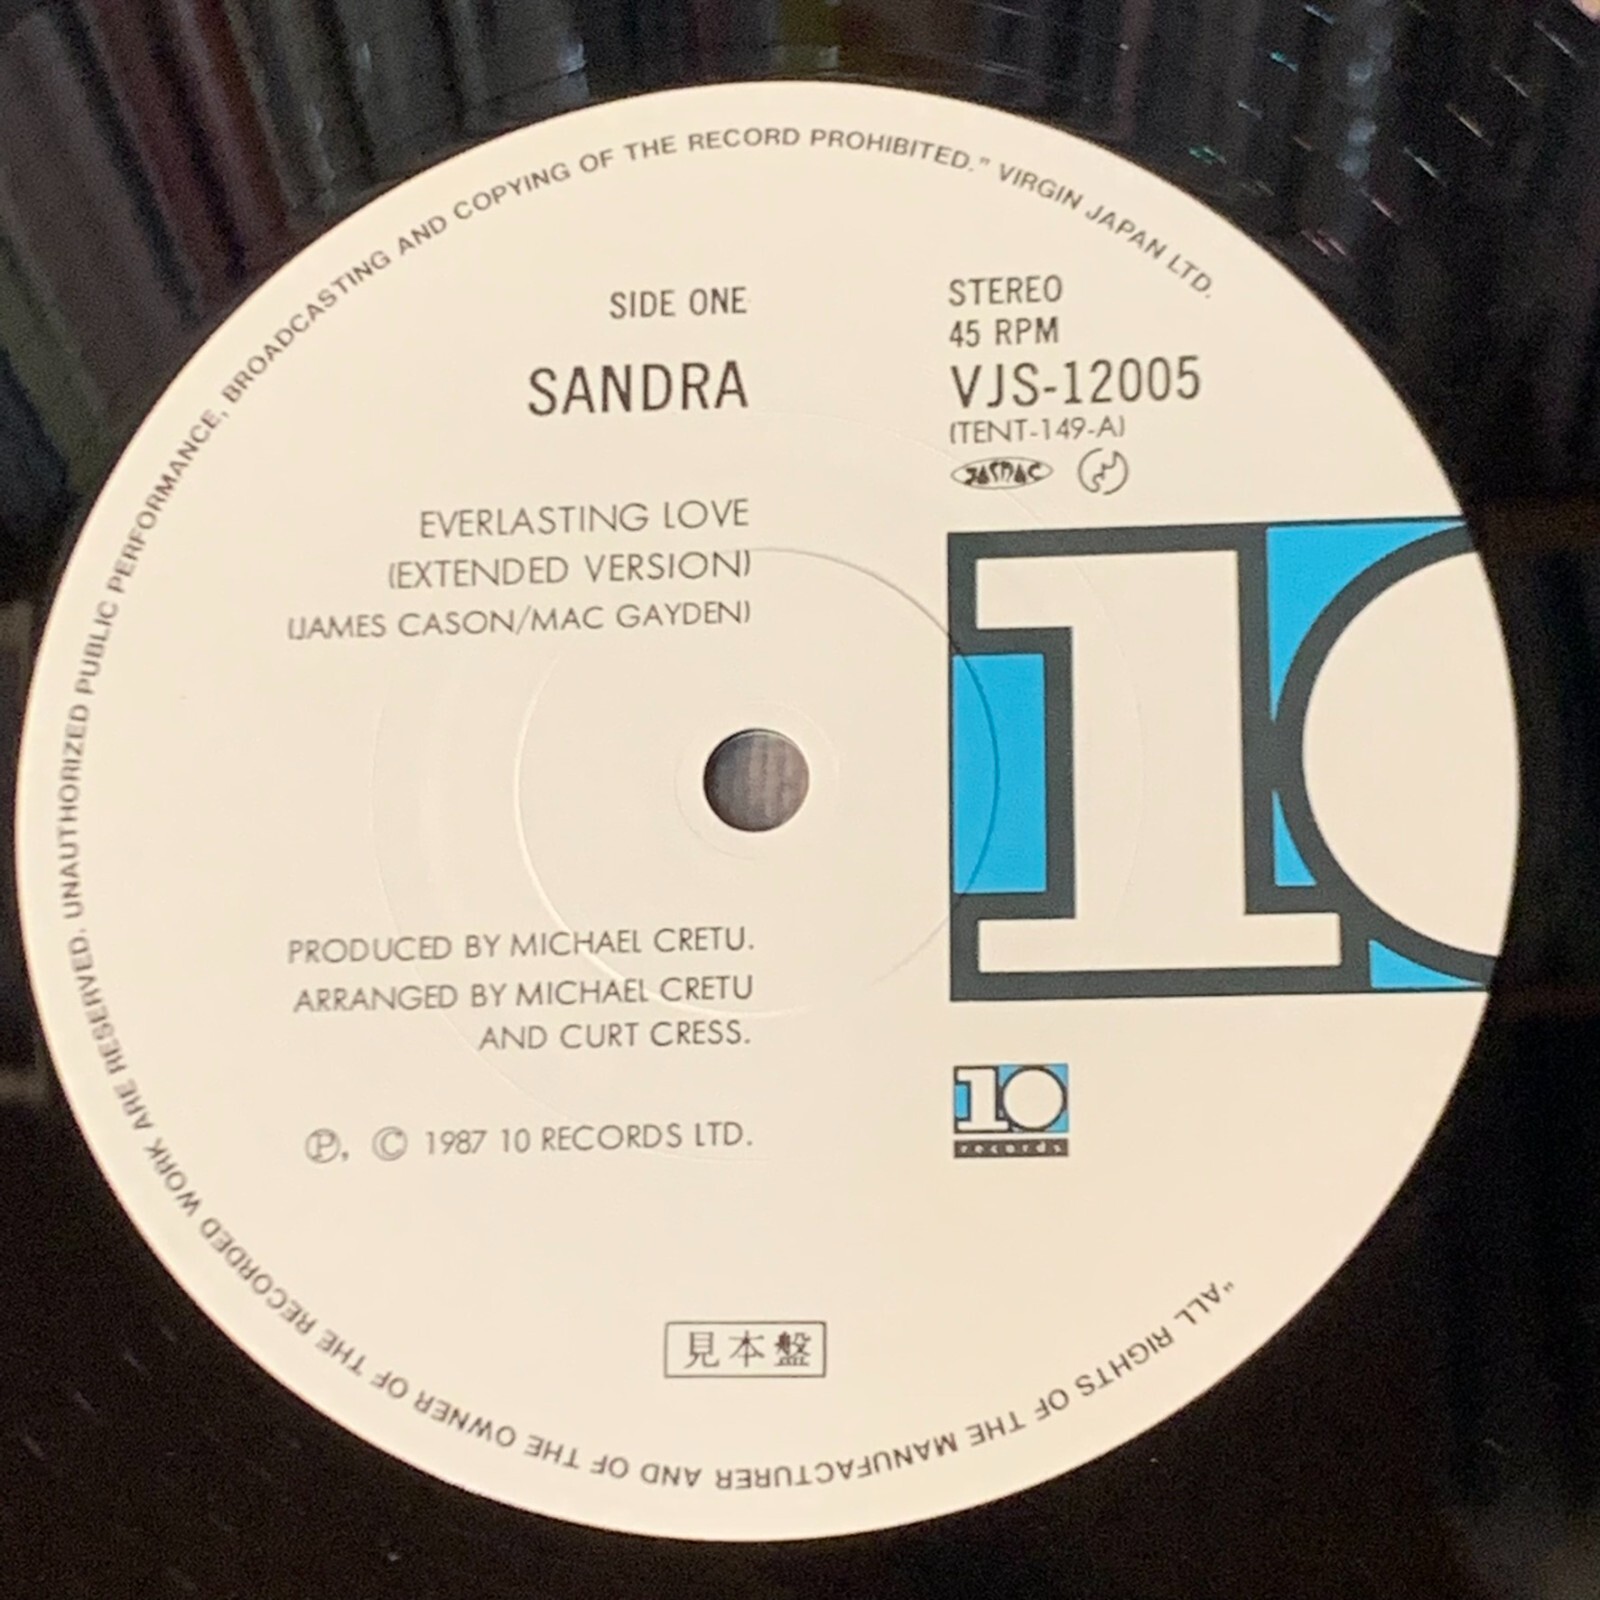 "ALL RIGHTS OF THE MANUFACTURER AND OF THE OWNER OF THE RECORDED WORK ARE RESERVED. UNAUTHORIZED PUBLIC PERFORMANCE, BROADCASTING AND COPYING OF THE RECORD PROHIBITED." VIRGIN JAPAN LTD.
SIDE ONE
SANDRA
EVERLASTING LOVE
(EXTENDED VERSION)
(JAMES CASON/MAC GAYDEN)
PRODUCED BY MICHAEL CRETU.
ARRANGED BY MICHAEL CRETU
AND CURT CRESS.
Ⓟ, © 1987 10 RECORDS LTD.
STEREO
45 RPM
VJS-12005
(TENT-149-A)
JASRAC
10
10
records
見本盤